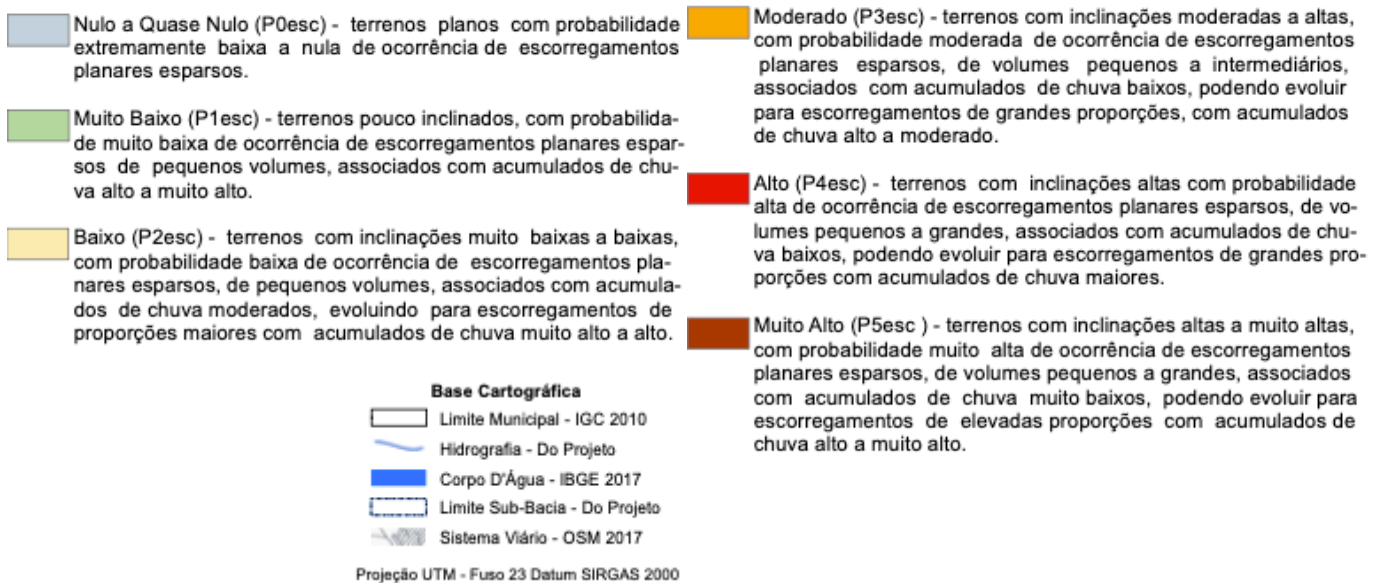 Nulo a Quase Nulo (P0esc) - terrenos planos com probabilidade
extremamente baixa a nula de ocorrência de escorregamentos
planares esparsos.
Muito Baixo (P1esc) - terrenos pouco inclinados, com probabilida-
de muito baixa de ocorrência de escorregamentos planares espar-
sos de pequenos volumes, associados com acumulados de chu-
va alto a muito alto.
Baixo (P2esc) - terrenos com inclinações muito baixas a baixas,
com probabilidade baixa de ocorrência de escorregamentos pla-
nares esparsos, de pequenos volumes, associados com acumula-
dos de chuva moderados, evoluindo para escorregamentos de
proporções maiores com acumulados de chuva muito alto a alto.
Moderado (P3esc) - terrenos com inclinações moderadas a altas,
com probabilidade moderada de ocorrência de escorregamentos
planares esparsos, de volumes pequenos a intermediários,
associados com acumulados de chuva baixos, podendo evoluir
para escorregamentos de grandes proporções, com acumulados
de chuva alto a moderado.
Alto (P4esc) - terrenos com inclinações altas com probabilidade
alta de ocorrência de escorregamentos planares esparsos, de vo-
lumes pequenos a grandes, associados com acumulados de chu-
va baixos, podendo evoluir para escorregamentos de grandes pro-
porções com acumulados de chuva maiores.
Muito Alto (P5esc ) - terrenos com inclinações altas a muito altas,
com probabilidade muito alta de ocorrência de escorregamentos
planares esparsos, de volumes pequenos a grandes, associados
com acumulados de chuva muito baixos, podendo evoluir para
escorregamentos de elevadas proporções com acumulados de
chuva alto a muito alto.
Base Cartográfica
Limite Municipal - IGC 2010
Hidrografia - Do Projeto
Corpo D'Água - IBGE 2017
Limite Sub-Bacia - Do Projeto
Sistema Viário - OSM 2017
Projeção UTM - Fuso 23 Datum SIRGAS 2000